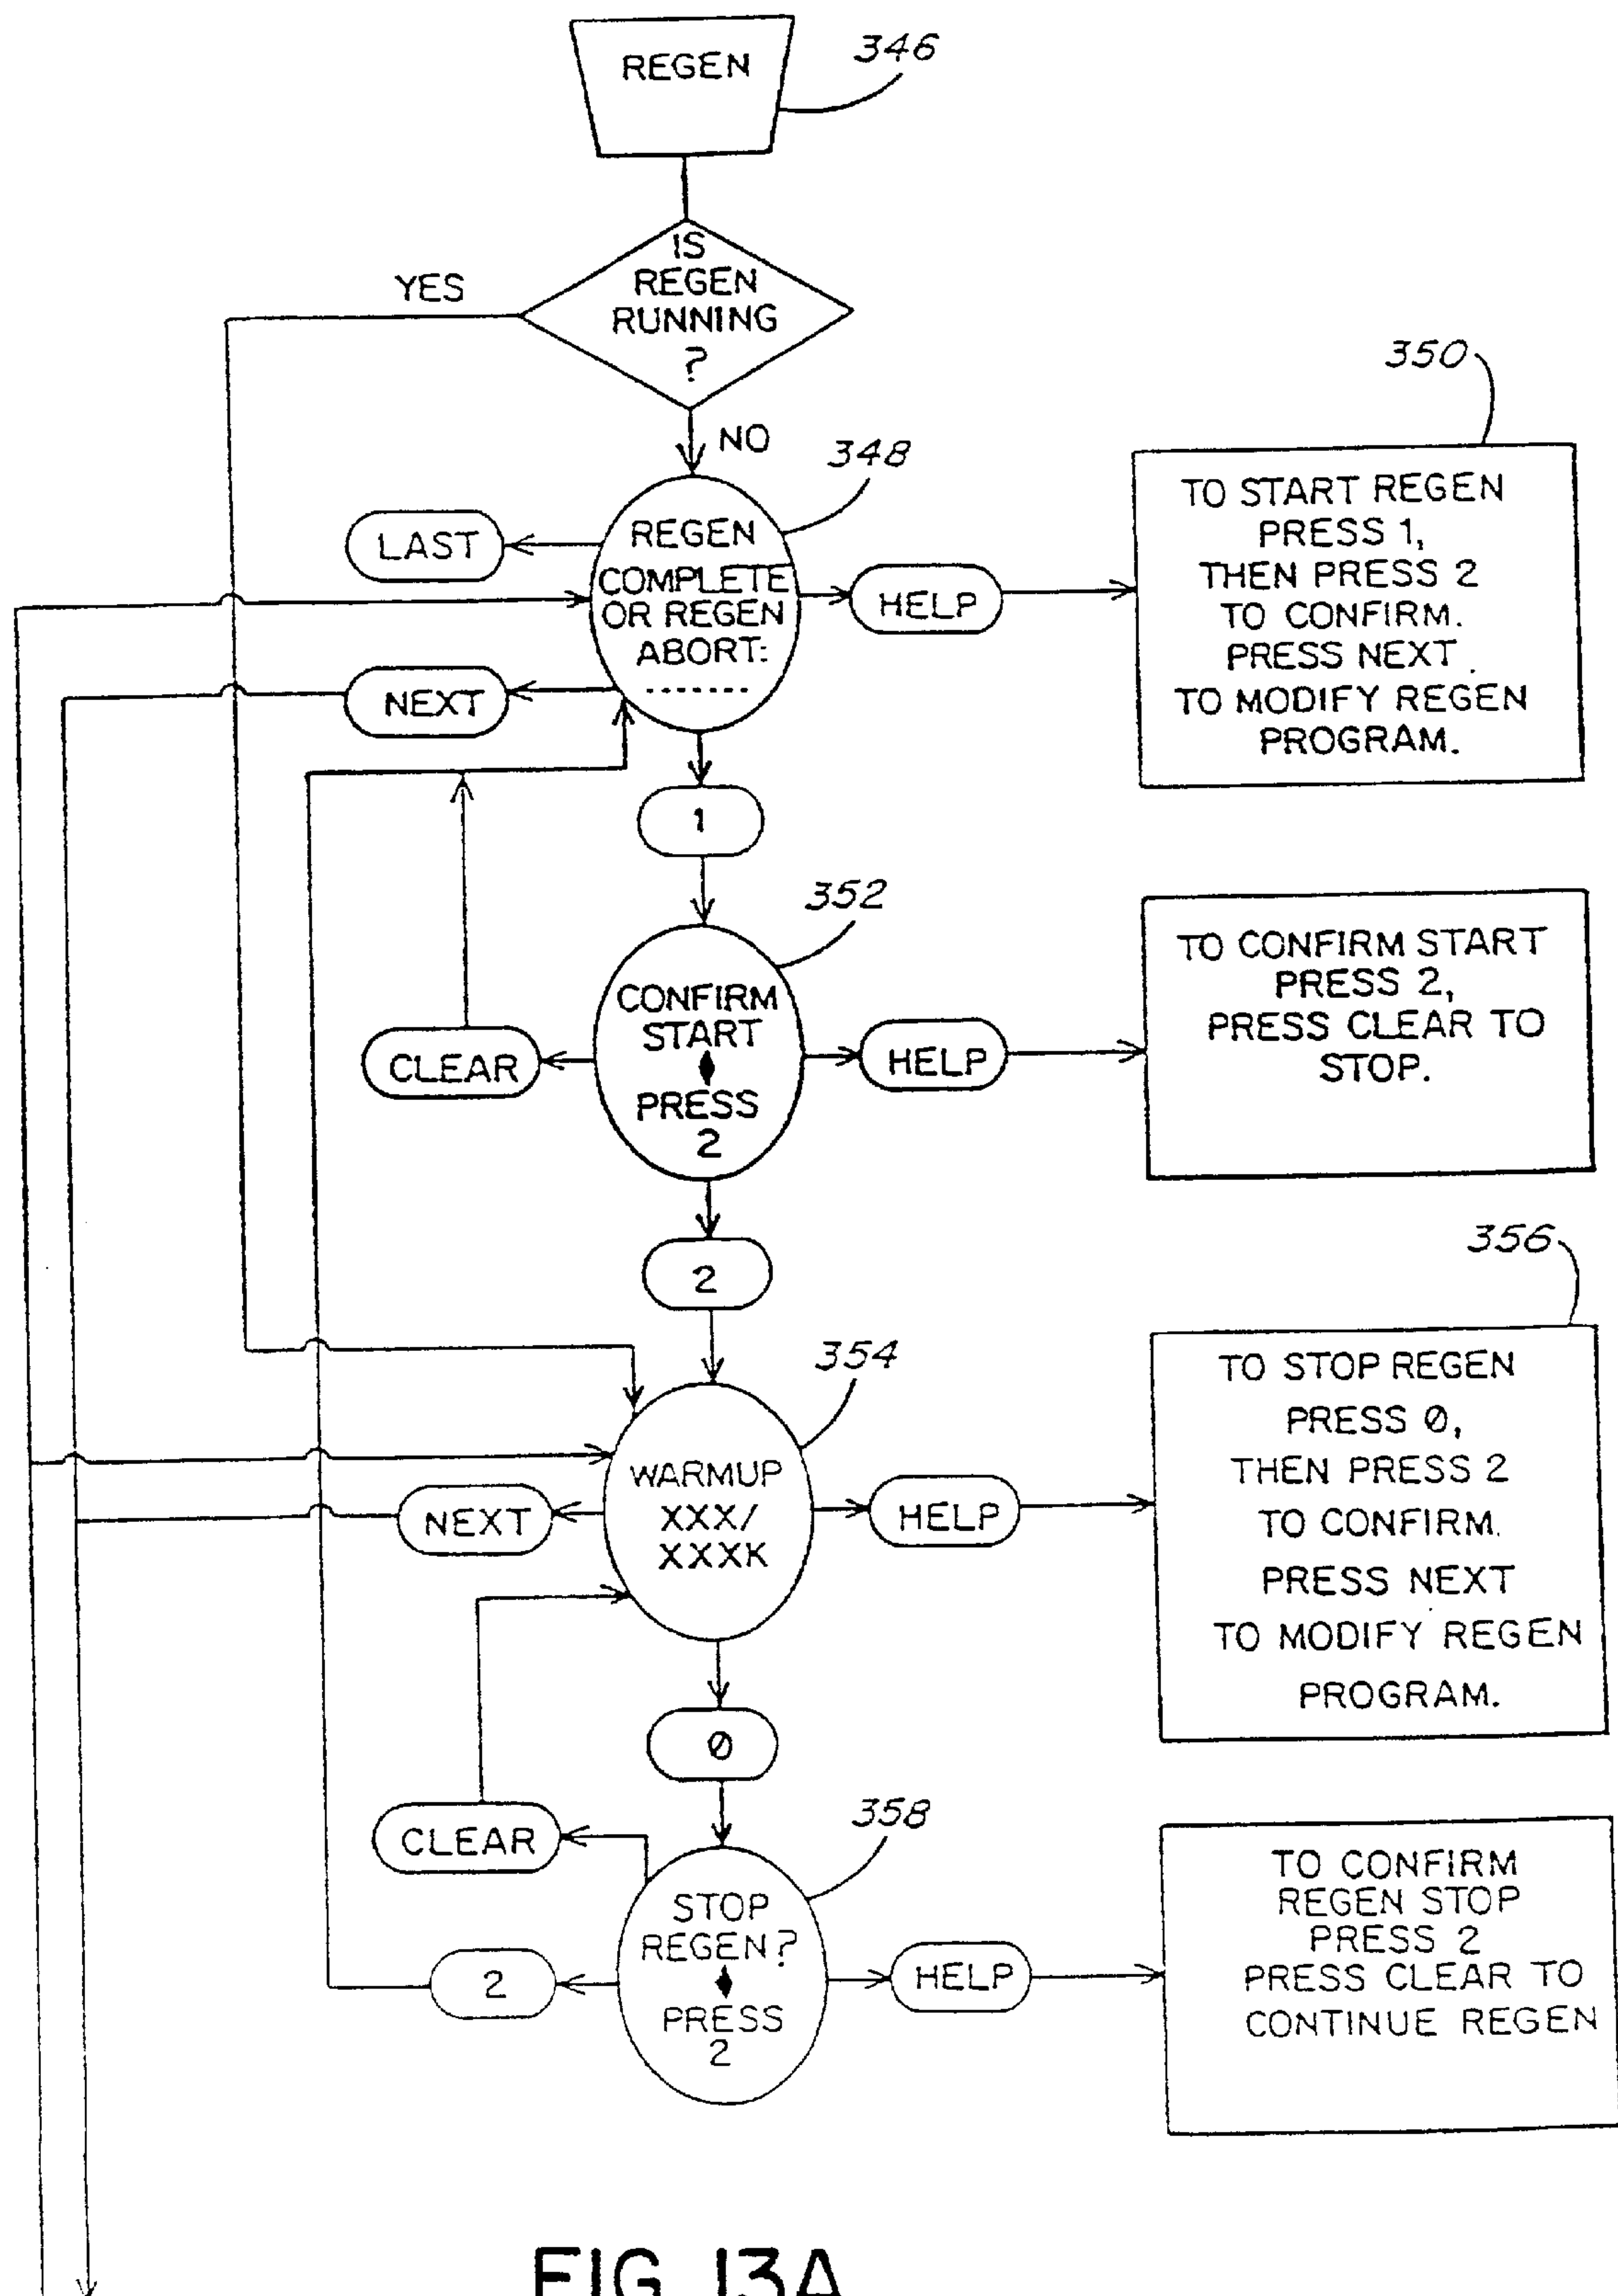 REGEN
346
IS
REGEN
RUNNING
?
YES
NO
348
350
LAST
REGEN
COMPLETE
OR REGEN
ABORT:
.......
HELP
TO START REGEN
PRESS 1,
THEN PRESS 2
TO CONFIRM.
PRESS NEXT.
TO MODIFY REGEN
PROGRAM.
NEXT
1
352
CLEAR
CONFIRM
START
♦
PRESS
2
HELP
TO CONFIRM START
PRESS 2,
PRESS CLEAR TO
STOP.
2
354
356
NEXT
WARMUP
XXX/
XXXK
HELP
TO STOP REGEN
PRESS Ø,
THEN PRESS 2
TO CONFIRM.
PRESS NEXT
TO MODIFY REGEN
PROGRAM.
Ø
358
CLEAR
2
STOP
REGEN?
♦
PRESS
2
HELP
TO CONFIRM
REGEN STOP
PRESS 2
PRESS CLEAR TO
CONTINUE REGEN
FIG. 13A